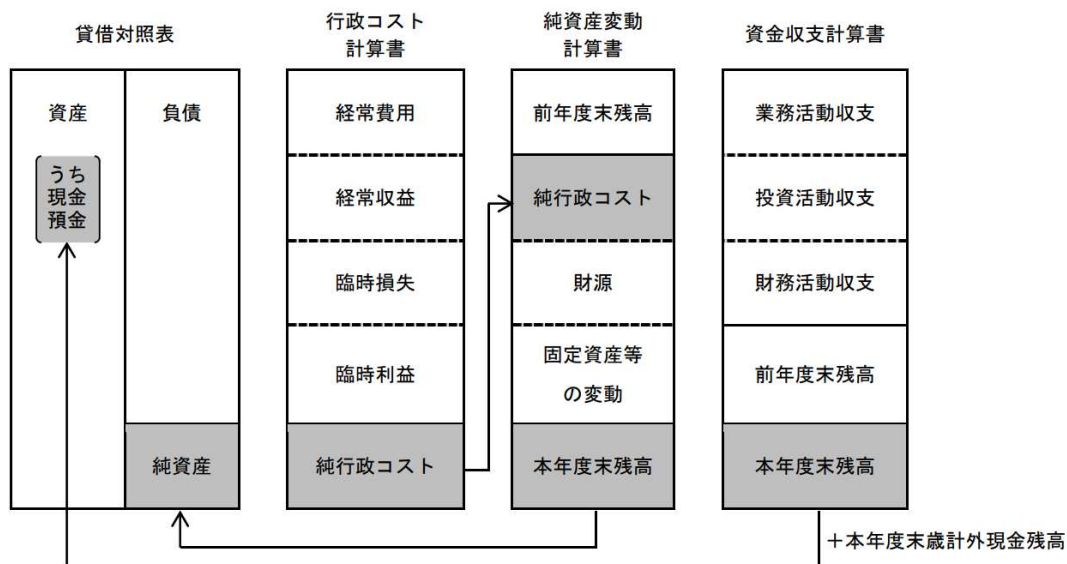 貸借対照表
行政コスト
計算書
純資産変動
計算書
資金収支計算書
資産
負債
うち
現金
預金
純資産
経常費用
経常収益
臨時損失
臨時利益
純行政コスト
前年度末残高
純行政コスト
財源
固定資産等
の変動
本年度末残高
業務活動収支
投資活動収支
財務活動収支
前年度末残高
本年度末残高
＋本年度末歳計外現金残高